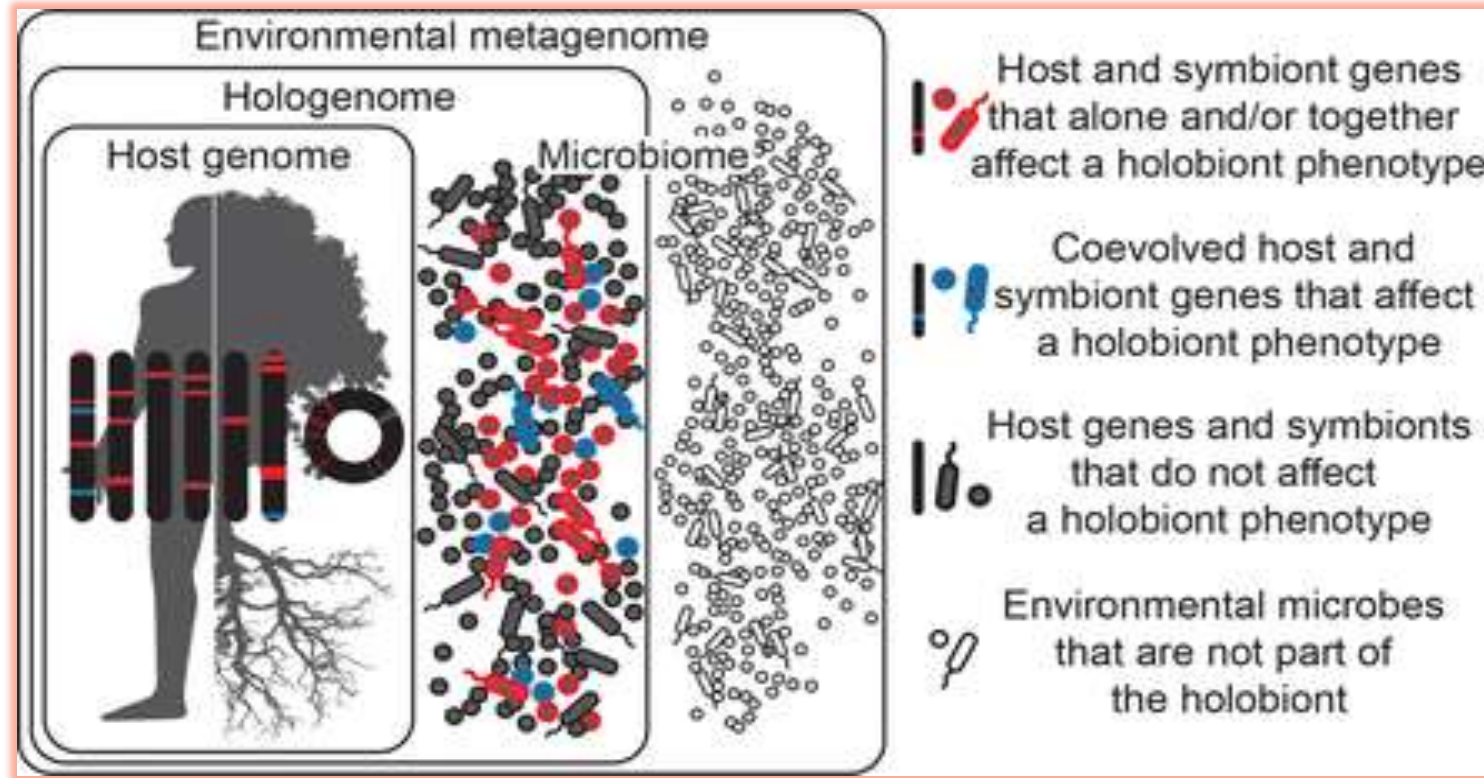 Environmental metagenome
Hologenome
Host genome
Microbiome
Host and symbiont genes
that alone and/or together
affect a holobiont phenotype
Coevolved host and
symbiont genes that affect
a holobiont phenotype
Host genes and symbionts
that do not affect
a holobiont phenotype
Environmental microbes
that are not part of
the holobiont